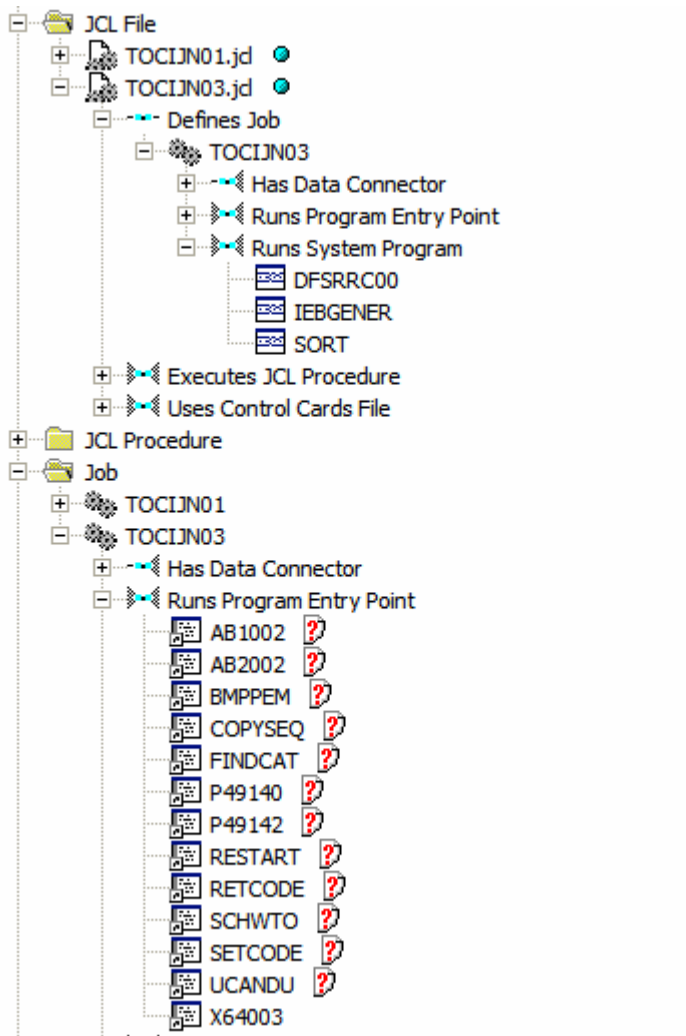 JCL File
TOCIJN01.jcl
TOCIJN03.jcl
Defines Job
TOCIJN03
Has Data Connector
Runs Program Entry Point
Runs System Program
DFSRRC00
IEBGENER
SORT
Executes JCL Procedure
Uses Control Cards File
JCL Procedure
Job
TOCIJN01
TOCIJN03
Has Data Connector
Runs Program Entry Point
AB1002
AB2002
BMPPEM
COPYSEQ
FINDCAT
P49140
P49142
RESTART
RETCODE
SCHWTO
SETCODE
UCANDU
X64003